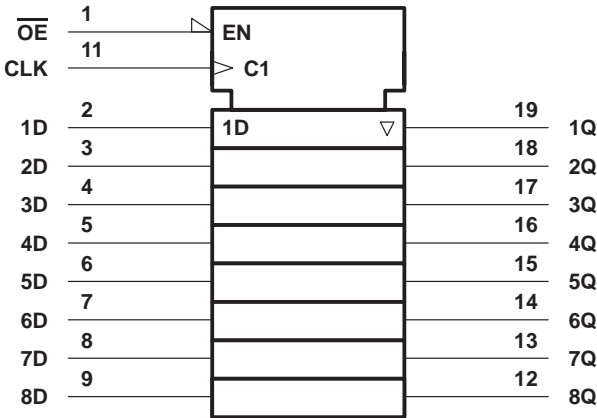 OE 1 EN
CLK 11 C1
1D 2 1D 19 1Q
2D 3 18 2Q
3D 4 17 3Q
4D 5 16 4Q
5D 6 15 5Q
6D 7 14 6Q
7D 8 13 7Q
8D 9 12 8Q